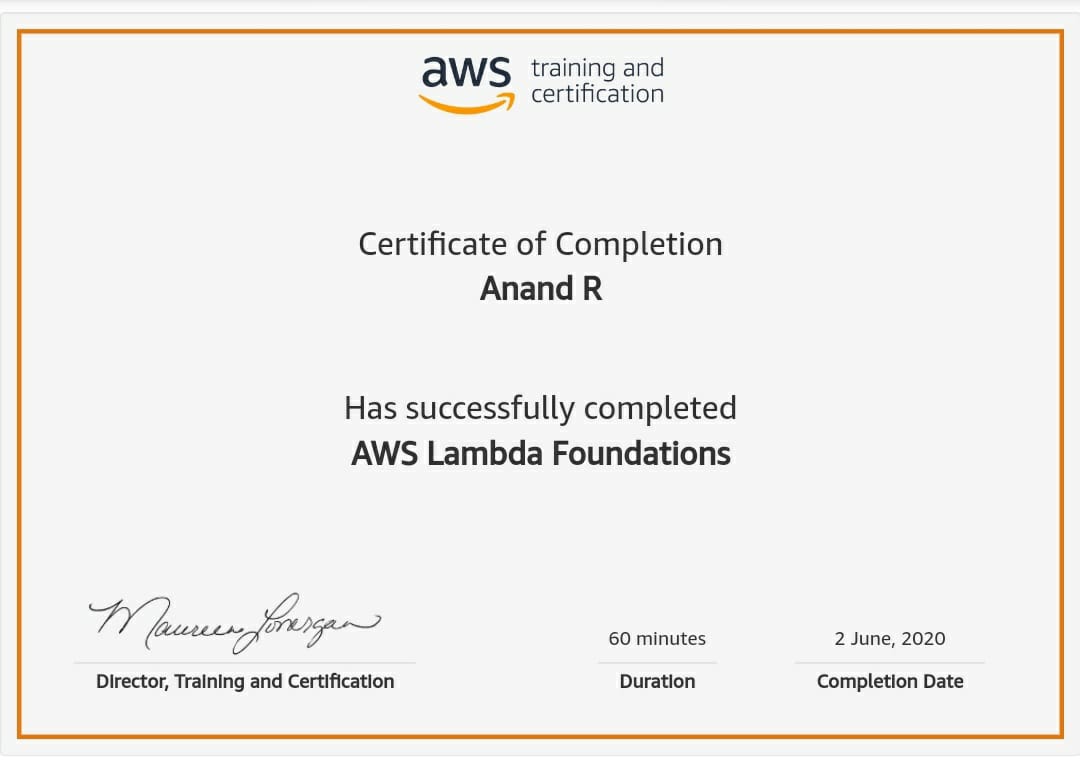 aws training and
certification
Certificate of Completion
Anand R
Has successfully completed
AWS Lambda Foundations
Maureen Lonergan
Director, Training and Certification
60 minutes
Duration
2 June, 2020
Completion Date